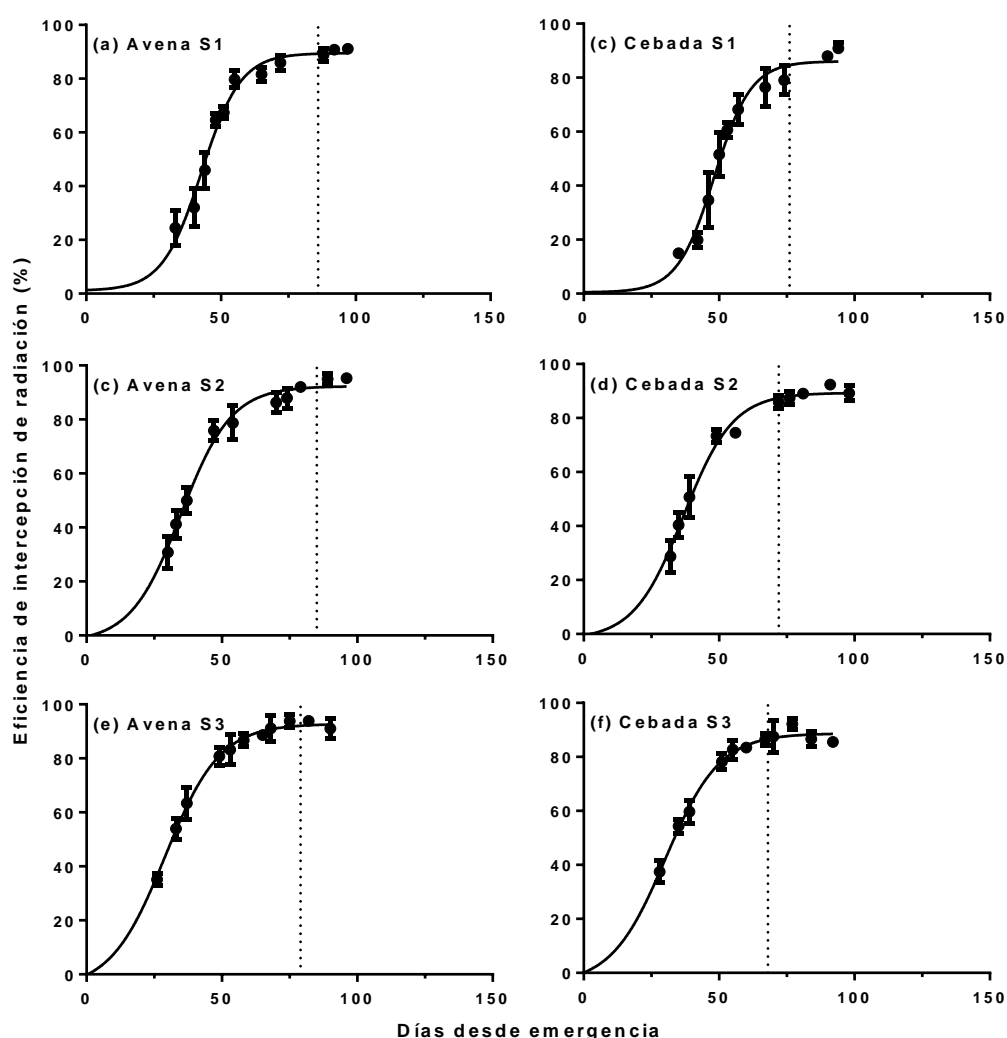 Eficiencia de intercepción de radiación (%)
(a) Avena S1
100
80
60
40
20
0
0 50 100 150
(c) Cebada S1
100
80
60
40
20
0
0 50 100 150
(c) Avena S2
100
80
60
40
20
0
0 50 100 150
(d) Cebada S2
100
80
60
40
20
0
0 50 100 150
(e) Avena S3
100
80
60
40
20
0
0 50 100 150
(f) Cebada S3
100
80
60
40
20
0
0 50 100 150
Días desde emergencia